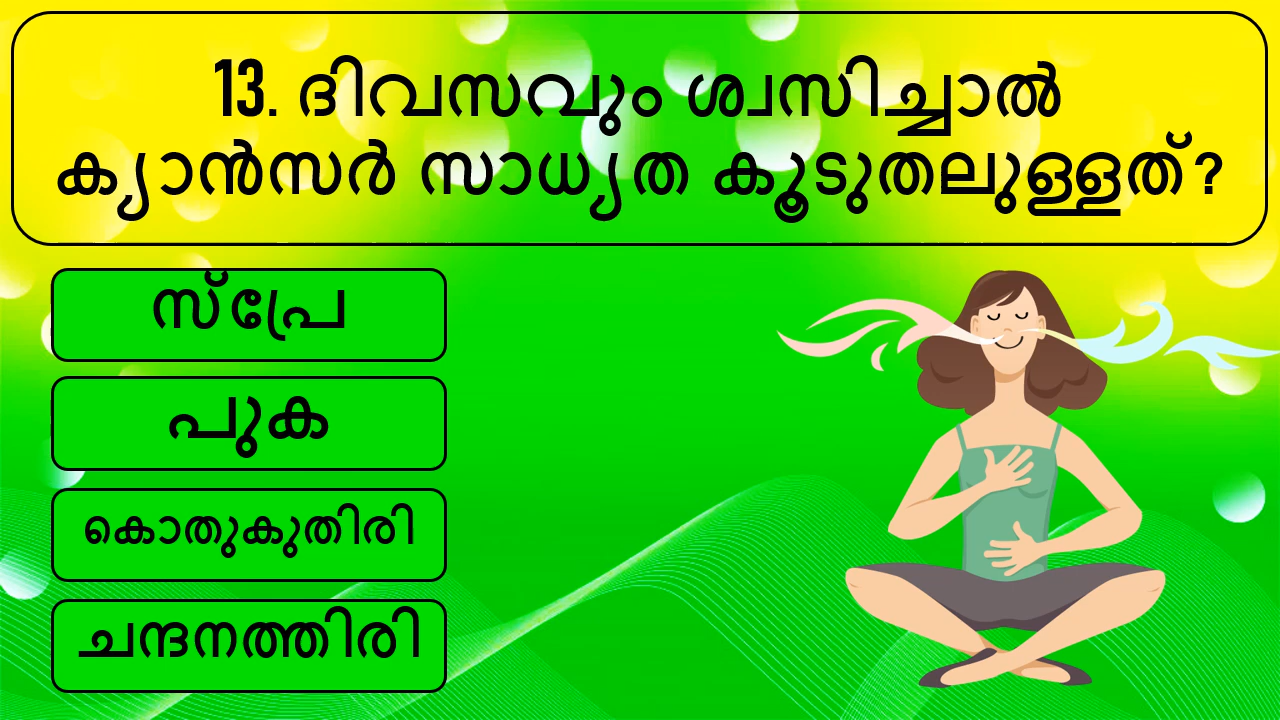 13. ദിവസവും ശ്വസിച്ചാൽ
ക്യാൻസർ സാധ്യത കൂടുതലുള്ളത്?
സ്പ്രേ
പുക
കൊതുകുതിരി
ചന്ദനത്തിരി